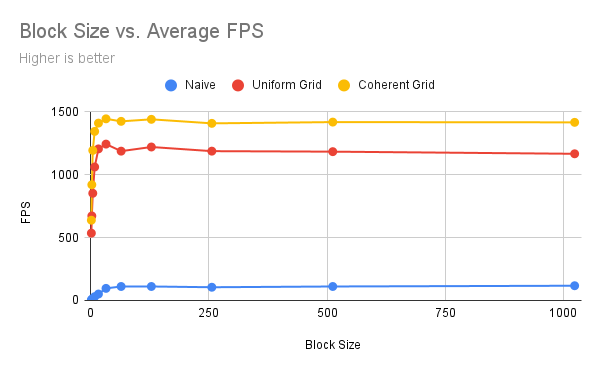 Block Size vs. Average FPS
Higher is better
Naive Uniform Grid Coherent Grid
1500
1000
500
0
FPS
0 250 500 750 1000
Block Size